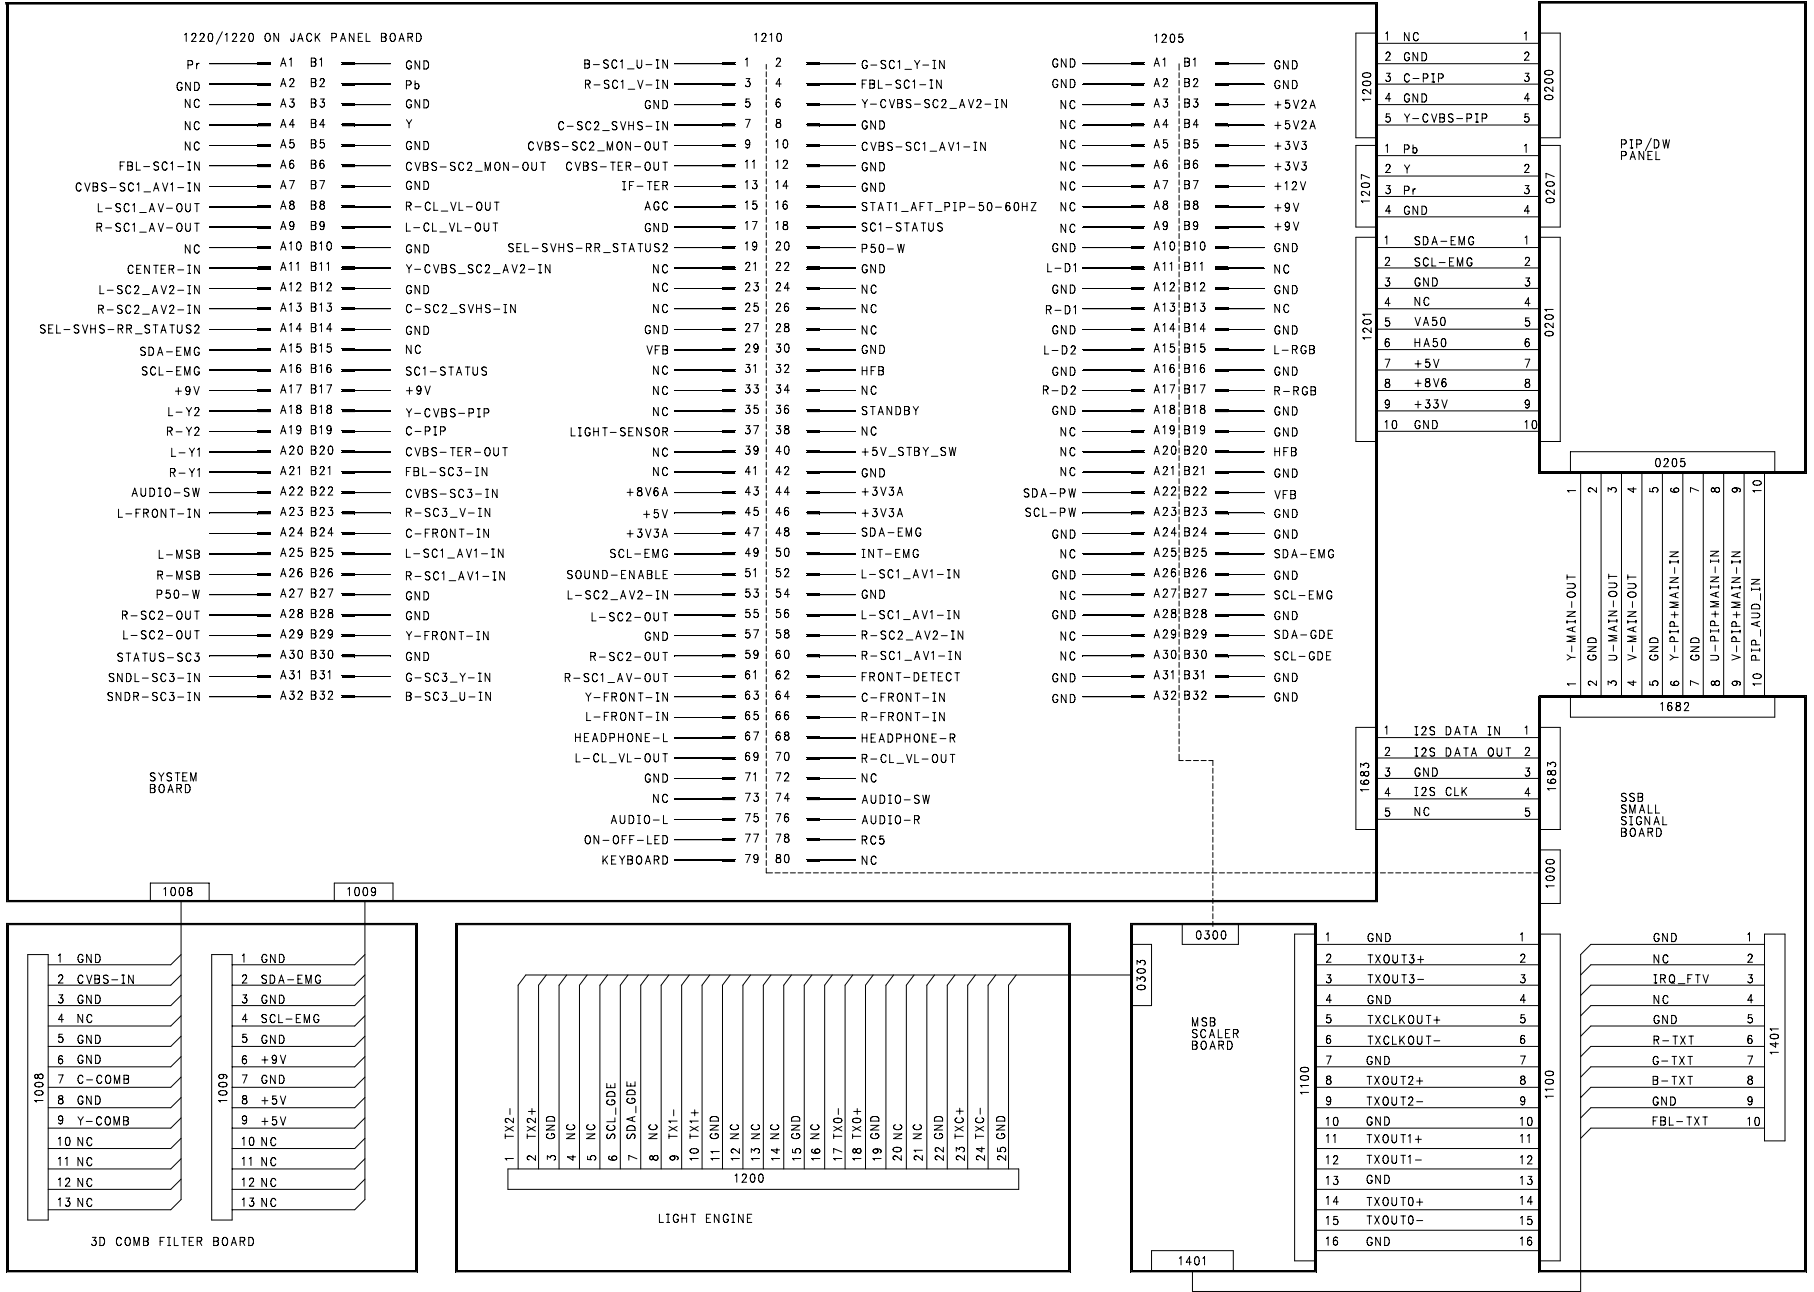 1220/1220 ON JACK PANEL BOARD
Pr A1 B1 GND
GND A2 B2 Pb
NC A3 B3 GND
NC A4 B4 Y
NC A5 B5 GND
FBL-SC1-IN A6 B6 CVBS-SC2_MON-OUT
CVBS-SC1_AV1-IN A7 B7 GND
L-SC1_AV-OUT A8 B8 R-CL_VL-OUT
R-SC1_AV-OUT A9 B9 L-CL_VL-OUT
NC A10 B10 GND
CENTER-IN A11 B11 Y-CVBS_SC2_AV2-IN
L-SC2_AV2-IN A12 B12 GND
R-SC2_AV2-IN A13 B13 C-SC2_SVHS-IN
SEL-SVHS-RR_STATUS2 A14 B14 GND
SDA-EMG A15 B15 NC
SCL-EMG A16 B16 SC1-STATUS
+9V A17 B17 +9V
L-Y2 A18 B18 Y-CVBS-PIP
R-Y2 A19 B19 C-PIP
L-Y1 A20 B20 CVBS-TER-OUT
R-Y1 A21 B21 FBL-SC3-IN
AUDIO-SW A22 B22 CVBS-SC3-IN
L-FRONT-IN A23 B23 R-SC3_V-IN
A24 B24 C-FRONT-IN
L-MSB A25 B25 L-SC1_AV1-IN
R-MSB A26 B26 R-SC1_AV1-IN
P50-W A27 B27 GND
R-SC2-OUT A28 B28 GND
L-SC2-OUT A29 B29 Y-FRONT-IN
STATUS-SC3 A30 B30 GND
SNDL-SC3-IN A31 B31 G-SC3_Y-IN
SNDR-SC3-IN A32 B32 B-SC3_U-IN
SYSTEM
BOARD
1210
B-SC1_U-IN 1 2 G-SC1_Y-IN
R-SC1_V-IN 3 4 FBL-SC1-IN
GND 5 6 Y-CVBS-SC2_AV2-IN
C-SC2_SVHS-IN 7 8 GND
CVBS-SC2_MON-OUT 9 10 CVBS-SC1_AV1-IN
CVBS-TER-OUT 11 12 GND
IF-TER 13 14 GND
AGC 15 16 STAT1_AFT_PIP-50-60HZ
GND 17 18 SC1-STATUS
SEL-SVHS-RR_STATUS2 19 20 P50-W
NC 21 22 GND
NC 23 24 NC
NC 25 26 NC
GND 27 28 NC
VFB 29 30 GND
NC 31 32 HFB
NC 33 34 NC
NC 35 36 STANDBY
LIGHT-SENSOR 37 38 NC
NC 39 40 +5V_STBY_SW
NC 41 42 GND
+8V6A 43 44 +3V3A
+5V 45 46 +3V3A
+3V3A 47 48 SDA-EMG
SCL-EMG 49 50 INT-EMG
SOUND-ENABLE 51 52 L-SC1_AV1-IN
L-SC2_AV2-IN 53 54 GND
L-SC2-OUT 55 56 L-SC1_AV1-IN
GND 57 58 R-SC2_AV2-IN
R-SC2-OUT 59 60 R-SC1_AV1-IN
R-SC1_AV-OUT 61 62 FRONT-DETECT
Y-FRONT-IN 63 64 C-FRONT-IN
L-FRONT-IN 65 66 R-FRONT-IN
HEADPHONE-L 67 68 HEADPHONE-R
L-CL_VL-OUT 69 70 R-CL_VL-OUT
GND 71 72 NC
NC 73 74 AUDIO-SW
AUDIO-L 75 76 AUDIO-R
ON-OFF-LED 77 78 RC5
KEYBOARD 79 80 NC
1205
GND A1 B1 GND
GND A2 B2 GND
NC A3 B3 +5V2A
NC A4 B4 +5V2A
NC A5 B5 +3V3
NC A6 B6 +3V3
NC A7 B7 +12V
NC A8 B8 +9V
NC A9 B9 +9V
GND A10 B10 GND
L-D1 A11 B11 NC
GND A12 B12 GND
R-D1 A13 B13 NC
GND A14 B14 GND
L-D2 A15 B15 L-RGB
GND A16 B16 GND
R-D2 A17 B17 R-RGB
GND A18 B18 GND
NC A19 B19 GND
NC A20 B20 HFB
NC A21 B21 GND
SDA-PW A22 B22 VFB
SCL-PW A23 B23 GND
GND A24 B24 GND
NC A25 B25 SDA-EMG
GND A26 B26 GND
NC A27 B27 SCL-EMG
GND A28 B28 GND
NC A29 B29 SDA-GDE
NC A30 B30 SCL-GDE
GND A31 B31 GND
GND A32 B32 GND
1200
1 NC 1
2 GND 2
3 C-PIP 3
4 GND 4
5 Y-CVBS-PIP 5
0200
1207
1 Pb 1
2 Y 2
3 Pr 3
4 GND 4
0207
1201
1 SDA-EMG 1
2 SCL-EMG 2
3 GND 3
4 NC 4
5 VA50 5
6 HA50 6
7 +5V 7
8 +8V6 8
9 +33V 9
10 GND 10
0201
PIP/DW
PANEL
0205
1 Y-MAIN-OUT 1
2 GND 2
3 U-MAIN-OUT 3
4 V-MAIN-OUT 4
5 GND 5
6 Y-PIP+MAIN-IN 6
7 GND 7
8 U-PIP+MAIN-IN 8
9 V-PIP+MAIN-IN 9
10 PIP_AUD_IN 10
1682
1683
1 I2S DATA IN 1
2 I2S DATA OUT 2
3 GND 3
4 I2S CLK 4
5 NC 5
1683
SSB
SMALL
SIGNAL
BOARD
1000
1008
1009
1008
1 GND
2 CVBS-IN
3 GND
4 NC
5 GND
6 GND
7 C-COMB
8 GND
9 Y-COMB
10 NC
11 NC
12 NC
13 NC
1009
1 GND
2 SDA-EMG
3 GND
4 SCL-EMG
5 GND
6 +9V
7 GND
8 +5V
9 +5V
10 NC
11 NC
12 NC
13 NC
3D COMB FILTER BOARD
1 TX2-
2 TX2+
3 GND
4 NC
5 NC
6 SCL_GDE
7 SDA_GDE
8 NC
9 TX1-
10 TX1+
11 GND
12 NC
13 NC
14 NC
15 GND
16 NC
17 TX0-
18 TX0+
19 GND
20 NC
21 NC
22 GND
23 TXC+
24 TXC-
25 GND
1200
LIGHT ENGINE
0300
0303
MSB
SCALER
BOARD
1401
1100
1 GND 1
2 TXOUT3+ 2
3 TXOUT3- 3
4 GND 4
5 TXCLKOUT+ 5
6 TXCLKOUT- 6
7 GND 7
8 TXOUT2+ 8
9 TXOUT2- 9
10 GND 10
11 TXOUT1+ 11
12 TXOUT1- 12
13 GND 13
14 TXOUT0+ 14
15 TXOUT0- 15
16 GND 16
1100
GND 1
NC 2
IRQ_FTV 3
NC 4
GND 5
R-TXT 6
G-TXT 7
B-TXT 8
GND 9
FBL-TXT 10
1401